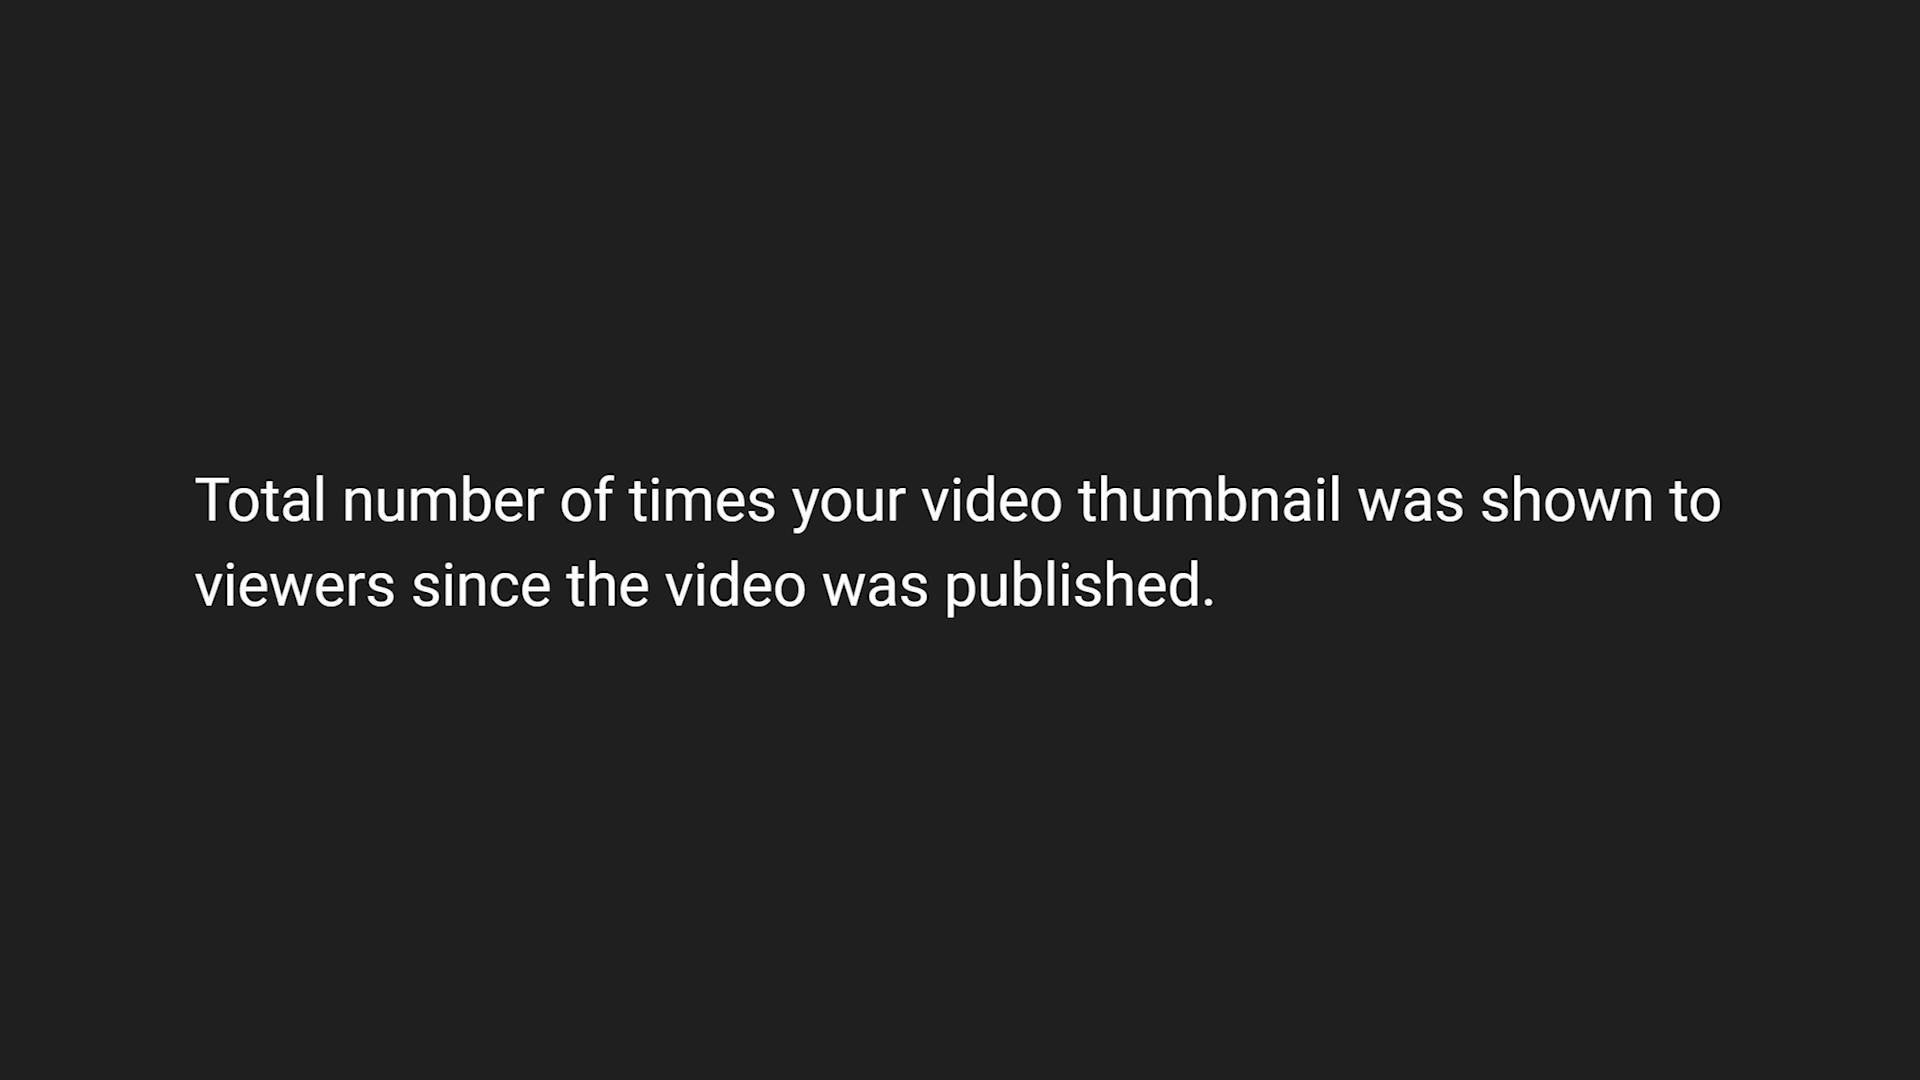 Total number of times your video thumbnail was shown to
viewers since the video was published.